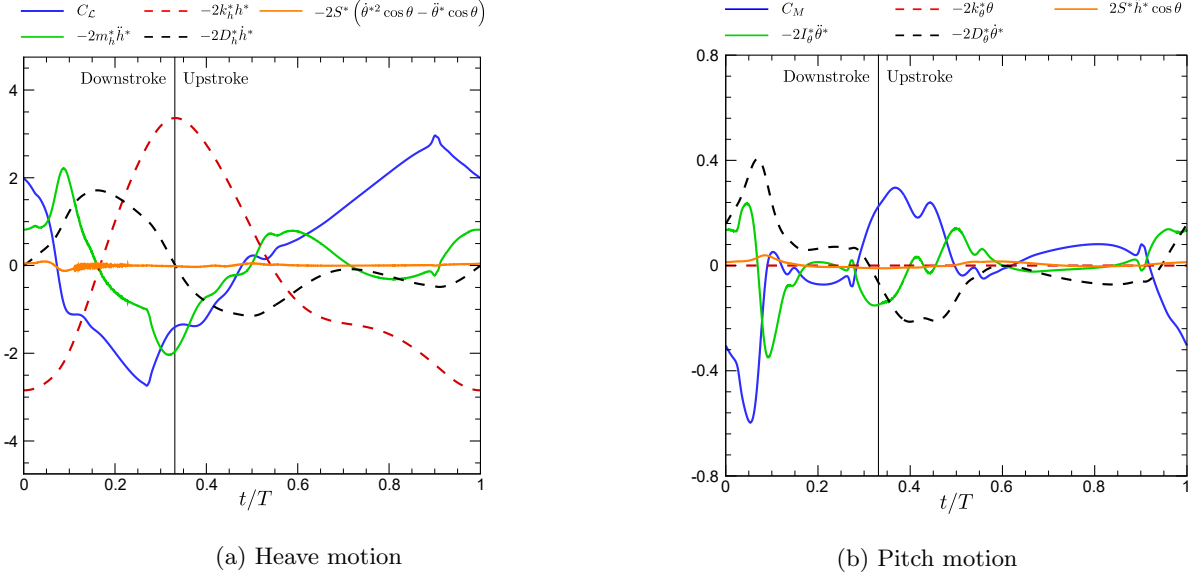 C_𝓛 −2k*_h h* −2S* (θ̇*² cos θ − θ̈* cos θ)
−2m*_h ḧ* −2D*_h ḣ*
Downstroke Upstroke
4
2
0
-2
-4
0 0.2 0.4 0.6 0.8 1
t/T
(a) Heave motion
C_M −2k*_θ θ 2S*ḧ* cos θ
−2I*_θ θ̈* −2D*_θ θ̇*
Downstroke Upstroke
0.8
0.4
0
-0.4
-0.8
0 0.2 0.4 0.6 0.8 1
t/T
(b) Pitch motion